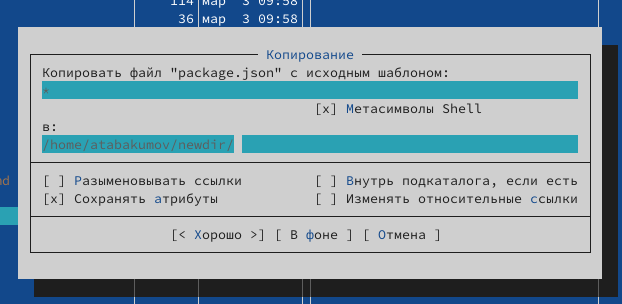 114 мар 3 09:58
36 мар 3 09:58
Копирование
Копировать файл "package.json" с исходным шаблоном:
*
[x] Метасимволы Shell
в:
/home/atabakumov/newdir/
[ ] Разыменовывать ссылки [ ] Внутрь подкаталога, если есть
[x] Сохранять атрибуты [ ] Изменять относительные ссылки
[< Хорошо >] [ В фоне ] [ Отмена ]